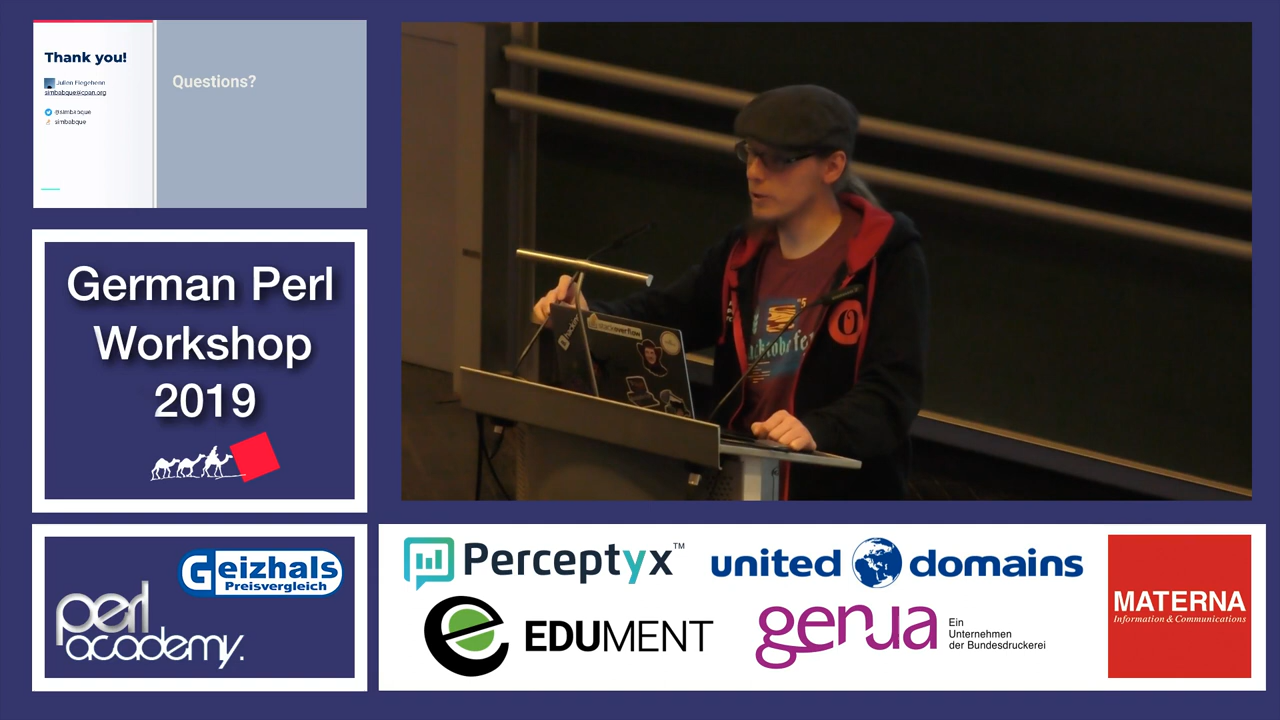 Thank you!
Questions?
Julien Fiegehenn
simbabque@cpan.org
@simbabque
simbabque
German Perl
Workshop
2019
stackoverflow
Geizhals
Preisvergleich
perl
academy.
Perceptyx™
united domains
EDUMENT
genua
Ein
Unternehmen
der Bundesdruckerei
MATERNA
Information & Communications